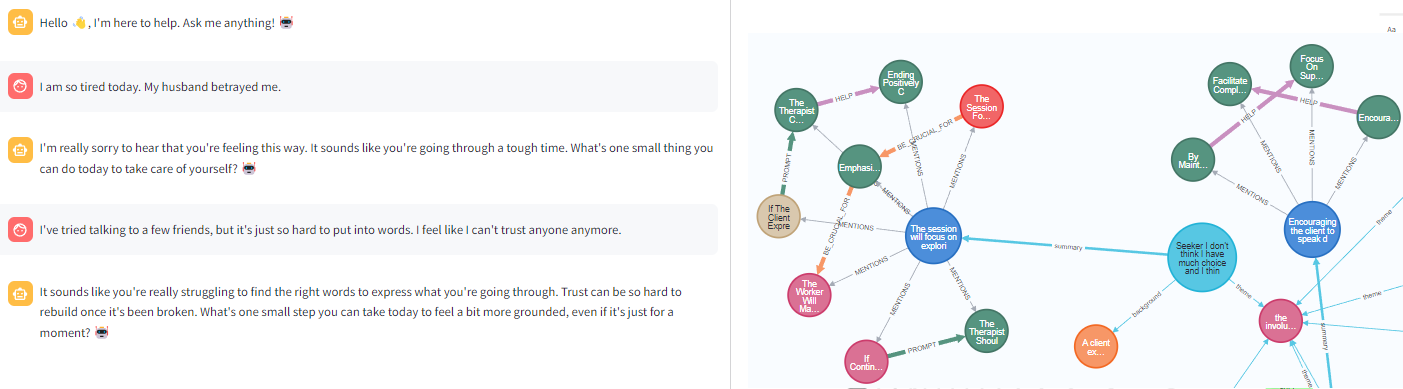 Hello 👋, I'm here to help. Ask me anything! 🤖
I am so tired today. My husband betrayed me.
I'm really sorry to hear that you're feeling this way. It sounds like you're going through a tough time. What's one small thing you
can do today to take care of yourself? 🤖
I've tried talking to a few friends, but it's just so hard to put into words. I feel like I can't trust anyone anymore.
It sounds like you're really struggling to find the right words to express what you're going through. Trust can be so hard to
rebuild once it's been broken. What's one small step you can take today to feel a bit more grounded, even if it's just for a
moment? 🤖
Aa
Ending
Positively
C
The
Therapist
C...
HELP
The
Session
Fo...
BE_CRUCIAL_FOR
MENTIONS
PROMPT
Emphasi...
MENTIONS
MENTIONS
If The
Client
Expre
MENTIONS
BE_CRUCIAL_FOR
The session
will focus on
explori
MENTIONS
The
Worker
Will
Ma...
MENTIONS
MENTIONS
The
Therapist
Shoul
PROMPT
If
Contin...
summary
Seeker I don't
think I have
much choice
and I thin
background
theme
A client
ex...
the
involu...
Focus
On
Sup...
Facilitate
Compl...
HELP
HELP
Encoura...
By
Maint...
MENTIONS
MENTIONS
MENTIONS
MENTIONS
Encouraging
the client to
speak d
theme
theme
summary
theme